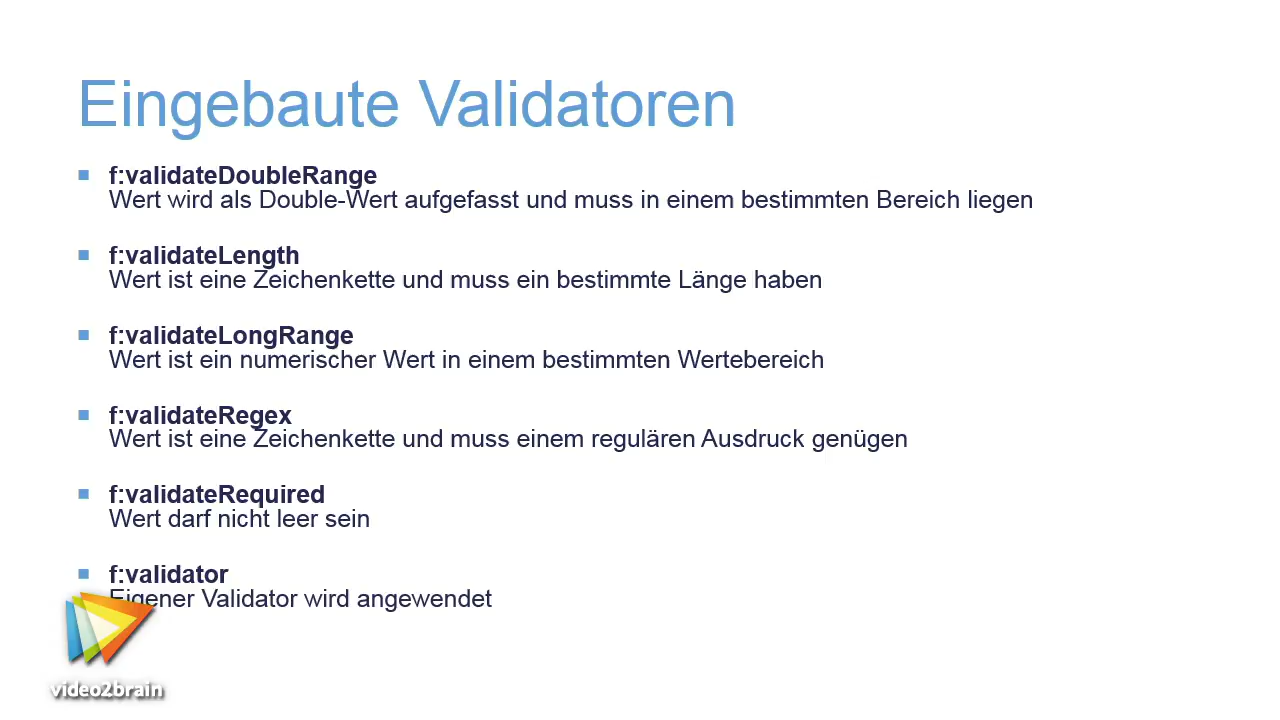 Eingebaute Validatoren
f:validateDoubleRange
Wert wird als Double-Wert aufgefasst und muss in einem bestimmten Bereich liegen
f:validateLength
Wert ist eine Zeichenkette und muss ein bestimmte Länge haben
f:validateLongRange
Wert ist ein numerischer Wert in einem bestimmten Wertebereich
f:validateRegex
Wert ist eine Zeichenkette und muss einem regulären Ausdruck genügen
f:validateRequired
Wert darf nicht leer sein
f:validator
Eigener Validator wird angewendet
video2brain